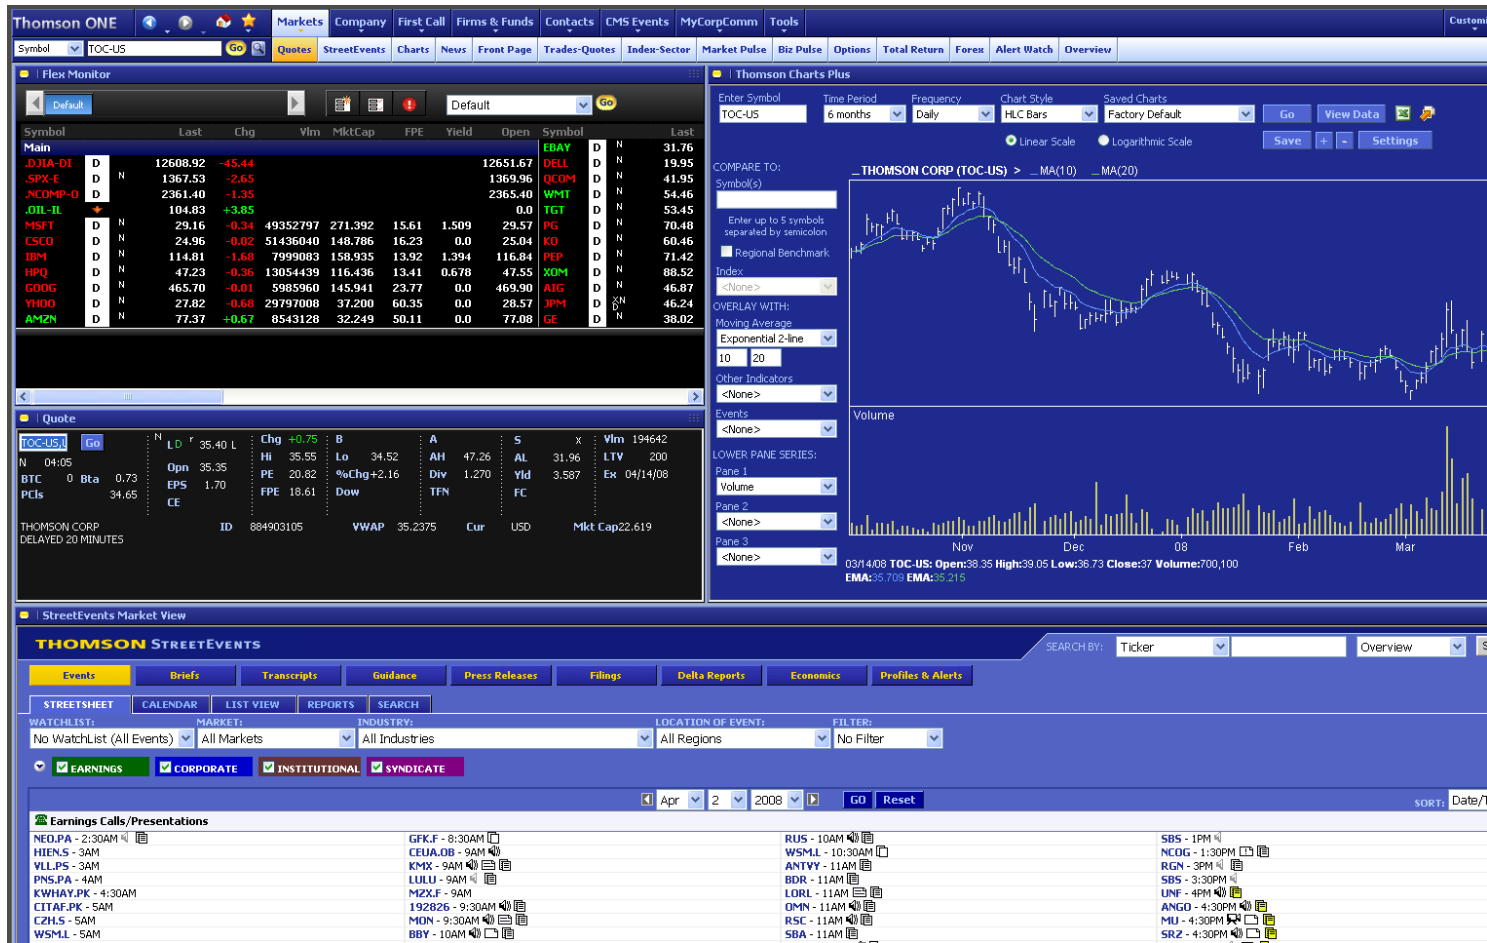 Thomson ONE
Markets Company First Call Firms & Funds Contacts CMS Events MyCorpComm Tools
Symbol TOC-US Go
Quotes StreetEvents Charts News Front Page Trades-Quotes Index-Sector Market Pulse Biz Pulse Options Total Return Forex Alert Watch Overview
Flex Monitor
Default Default Go
Symbol Last Chg Vlm MktCap FPE Yield Open Symbol Last
Main EBAY D N 31.76
.DJIA-DI D 12608.92 -45.44 12651.67 DELL D N 19.95
.SPX-E D N 1367.53 -2.65 1369.96 QCOM D N 41.95
.NCOMP-O D 2361.40 -1.35 2365.40 WMT D N 54.46
.OIL-IL 104.83 +3.85 0.0 TGT D N 53.45
MSFT D N 29.16 -0.34 49352797 271.392 15.61 1.509 29.57 PG D N 70.48
CSCO D N 24.96 -0.02 51436040 148.786 16.23 0.0 25.04 KO D N 60.46
IBM D N 114.81 -1.68 7999083 158.935 13.92 1.394 116.84 PEP D N 71.42
HPQ D N 47.23 -0.36 13054439 116.436 13.41 0.678 47.55 XOM D N 88.52
GOOG D N 465.70 -0.01 5985960 145.941 23.77 0.0 469.90 AIG D N 46.87
YHOO D N 27.82 -0.68 29797008 37.200 60.35 0.0 28.57 JPM D XN D 46.24
AMZN D N 77.37 +0.67 8543128 32.249 50.11 0.0 77.08 GE D N 38.02
Quote
TOC-US,L Go N L D r 35.40 L Chg +0.75 B A S x Vlm 194642
N 04:05 Opn 35.35 Hi 35.55 Lo 34.52 AH 47.26 AL 31.96 LTV 200
BTC 0 Bta 0.73 EPS 1.70 PE 20.82 %Chg+2.16 Div 1.270 Yld 3.587 Ex 04/14/08
PCls 34.65 CE FPE 18.61 Dow TFN FC
THOMSON CORP ID 884903105 VWAP 35.2375 Cur USD Mkt Cap22.619
DELAYED 20 MINUTES
Thomson Charts Plus
Enter Symbol Time Period Frequency Chart Style Saved Charts
TOC-US 6 months Daily HLC Bars Factory Default Go View Data
Linear Scale Logarithmic Scale Save + - Settings
COMPARE TO:
Symbol(s)
Enter up to 5 symbols
separated by semicolon
Regional Benchmark
Index
<None>
OVERLAY WITH:
Moving Average
Exponential 2-line
10 20
Other Indicators
<None>
Events
<None>
LOWER PANE SERIES:
Pane 1
Volume
Pane 2
<None>
Pane 3
<None>
THOMSON CORP (TOC-US) > MA(10) MA(20)
Volume
Nov Dec 08 Feb Mar
03/14/08 TOC-US: Open:38.35 High:39.05 Low:36.73 Close:37 Volume:700,100
EMA:35.709 EMA:35.215
StreetEvents Market View
THOMSON STREETEVENTS
SEARCH BY: Ticker Overview
Events Briefs Transcripts Guidance Press Releases Filings Delta Reports Economics Profiles & Alerts
STREETSHEET CALENDAR LIST VIEW REPORTS SEARCH
WATCHLIST: MARKET: INDUSTRY: LOCATION OF EVENT: FILTER:
No WatchList (All Events) All Markets All Industries All Regions No Filter
EARNINGS CORPORATE INSTITUTIONAL SYNDICATE
Apr 2 2008 GO Reset
SORT: Date/T
Earnings Calls/Presentations
NEO.PA - 2:30AM GFK.F - 8:30AM RUS - 10AM SBS - 1PM
HIEN.S - 3AM CEUA.OB - 9AM WSM.L - 10:30AM NCOG - 1:30PM
VLL.PS - 3AM KMX - 9AM ANTVY - 11AM RGN - 3PM
PNS.PA - 4AM LULU - 9AM BDR - 11AM SBS - 3:30PM
KWHAY.PK - 4:30AM MZX.F - 9AM LORL - 11AM UNF - 4PM
CITAF.PK - 5AM 192826 - 9:30AM OMN - 11AM ANGO - 4:30PM
CZH.S - 5AM MON - 9:30AM RSC - 11AM MU - 4:30PM
WSM.L - 5AM BBY - 10AM SBA - 11AM SRZ - 4:30PM